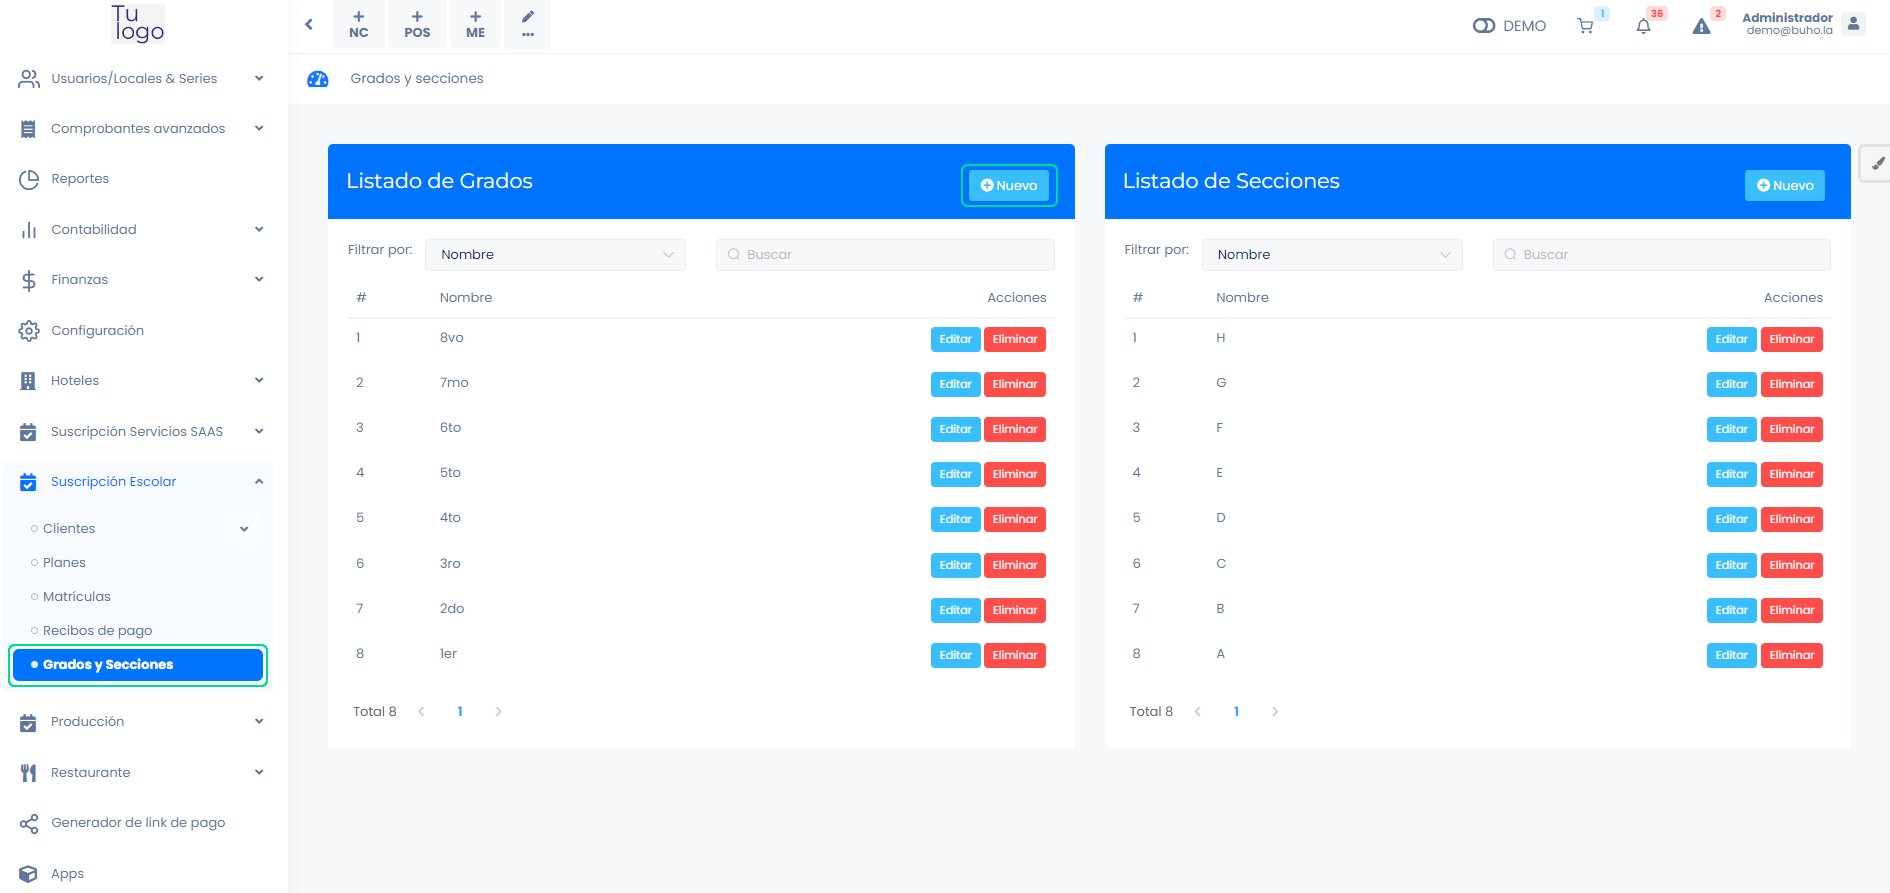 Tu
logo
Usuarios/Locales & Series
Comprobantes avanzados
Reportes
Contabilidad
Finanzas
Configuración
Hoteles
Suscripción Servicios SAAS
Suscripción Escolar
Clientes
Planes
Matrículas
Recibos de pago
Grados y Secciones
Producción
Restaurante
Generador de link de pago
Apps
NC
POS
ME
...
DEMO
1
36
2
Administrador
demo@buho.la
Grados y secciones
Listado de Grados
Nuevo
Filtrar por:
Nombre
Buscar
# Nombre Acciones
1 8vo Editar Eliminar
2 7mo Editar Eliminar
3 6to Editar Eliminar
4 5to Editar Eliminar
5 4to Editar Eliminar
6 3ro Editar Eliminar
7 2do Editar Eliminar
8 1er Editar Eliminar
Total 8 < 1 >
Listado de Secciones
Nuevo
Filtrar por:
Nombre
Buscar
# Nombre Acciones
1 H Editar Eliminar
2 G Editar Eliminar
3 F Editar Eliminar
4 E Editar Eliminar
5 D Editar Eliminar
6 C Editar Eliminar
7 B Editar Eliminar
8 A Editar Eliminar
Total 8 < 1 >